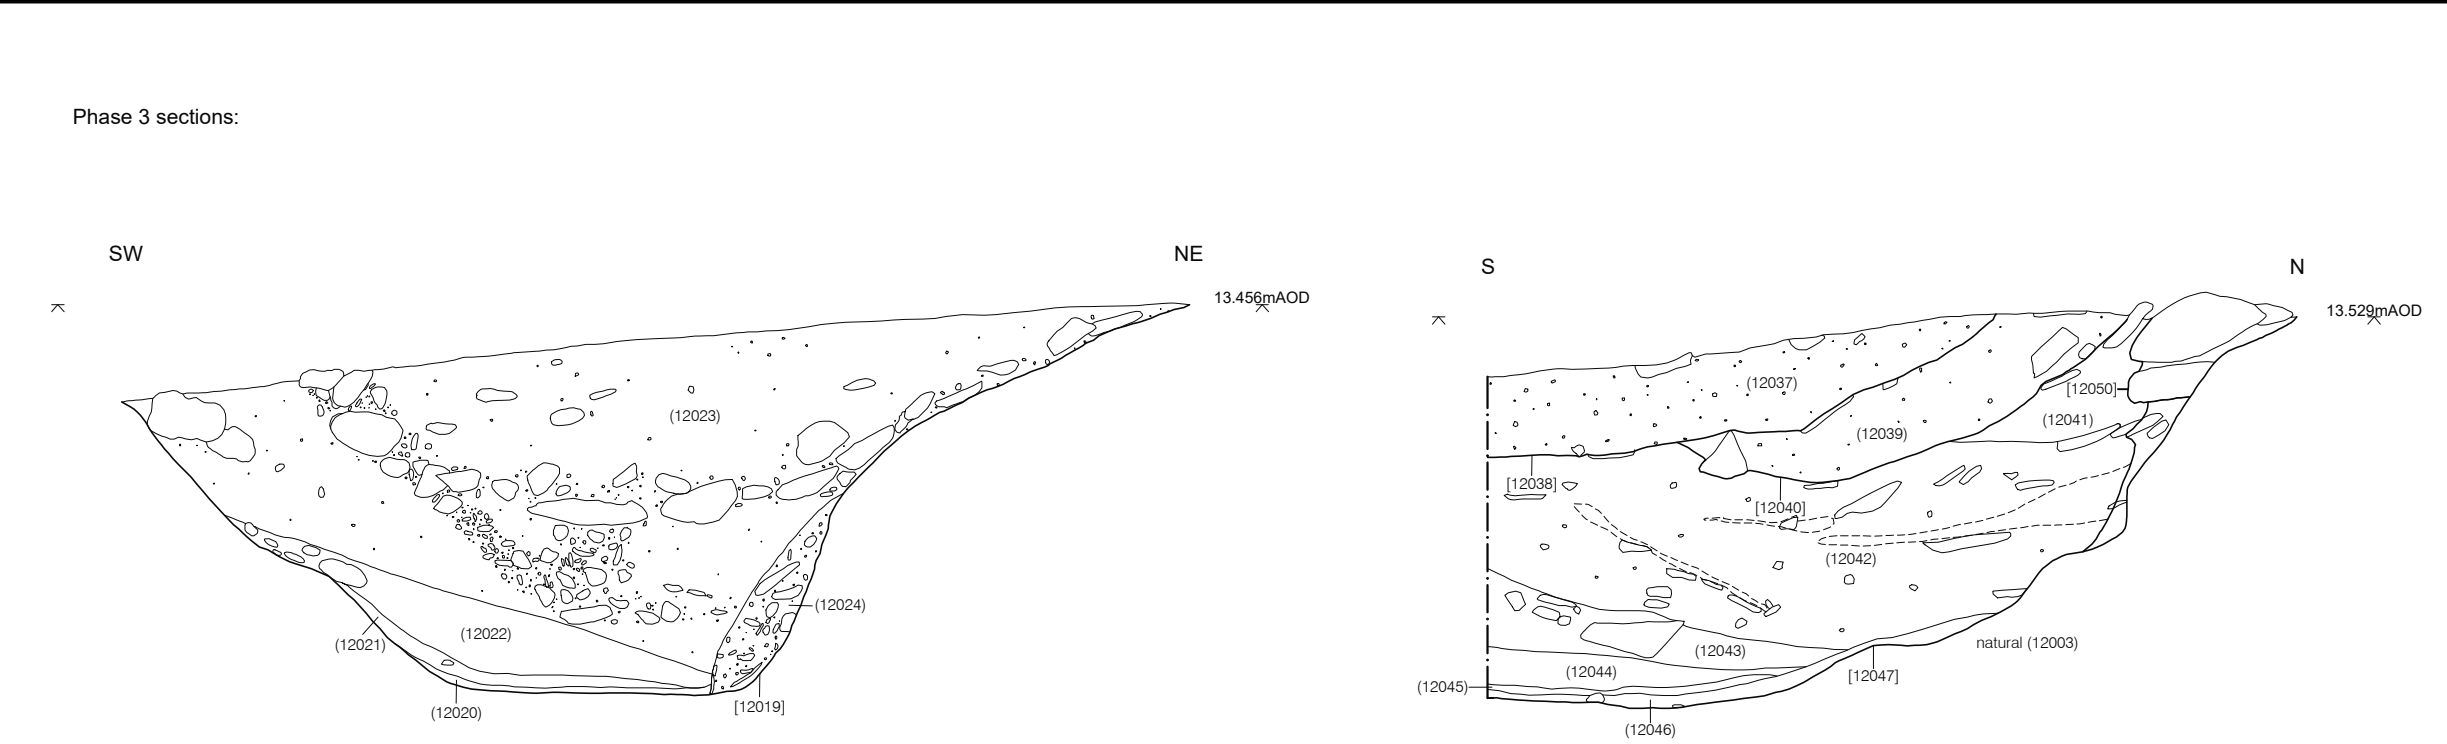 Phase 3 sections:
SW
NE
13.456mAOD
(12023)
(12024)
(12022)
(12021)
(12020)
[12019]
S
N
13.529mAOD
(12037)
[12050]
(12041)
(12039)
[12038]
[12040]
(12042)
natural (12003)
(12043)
(12044)
[12047]
(12045)
(12046)